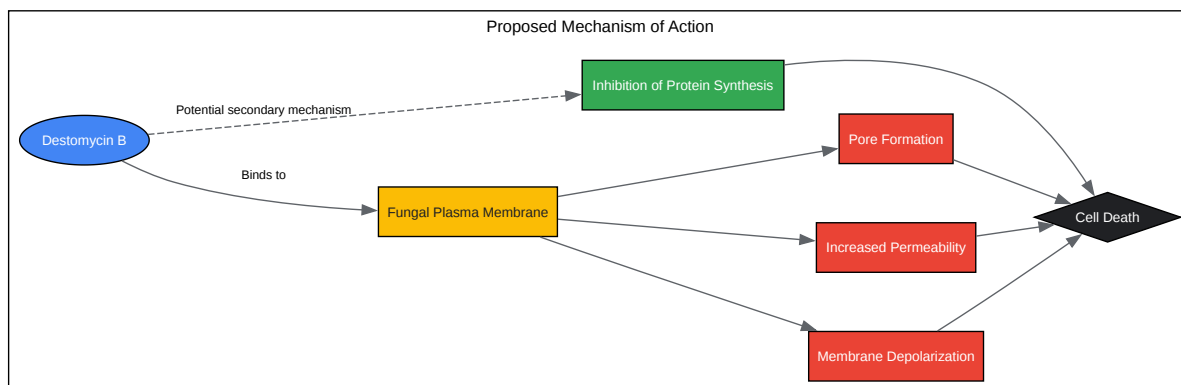 Proposed Mechanism of Action
Inhibition of Protein Synthesis
Potential secondary mechanism
Destomycin B
Pore Formation
Binds to
Fungal Plasma Membrane
Cell Death
Increased Permeability
Membrane Depolarization